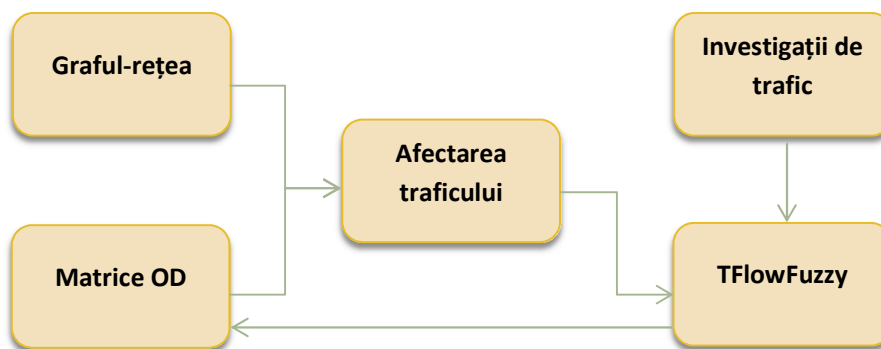 Graful-rețea
Investigații de
trafic
Afectarea
traficului
Matrice OD
TFlowFuzzy